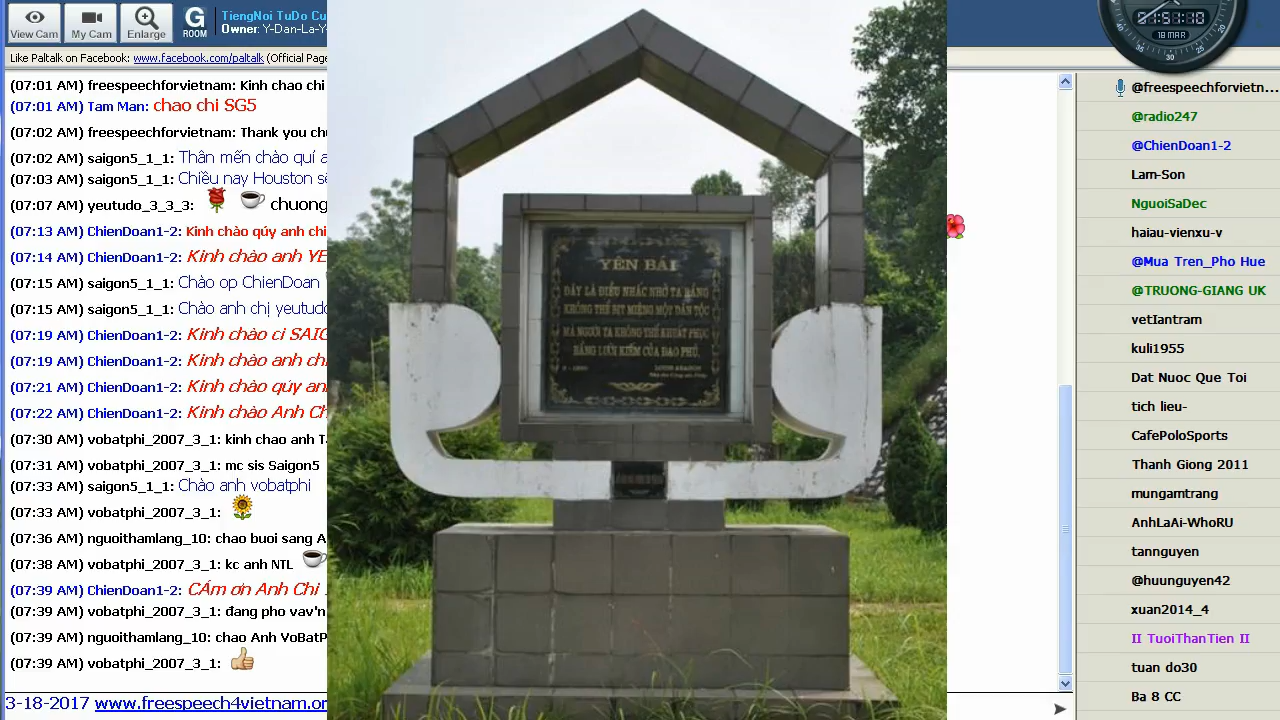 View Cam
My Cam
Enlarge
G
ROOM
TiengNoi TuDo Cu
Owner: Y-Dan-La-Y
Like Paltalk on Facebook: www.facebook.com/paltalk (Official Page
(07:01 AM) freespeechforvietnam: Kinh chao chi
(07:01 AM) Tam Man: chao chi SG5
(07:02 AM) freespeechforvietnam: Thank you chu
(07:02 AM) saigon5_1_1: Thân mến chào quí a
(07:03 AM) saigon5_1_1: Chiều nay Houston sẽ
(07:07 AM) yeutudo_3_3_3: chuong
(07:13 AM) ChienDoan1-2: Kinh chào qúy anh chi
(07:14 AM) ChienDoan1-2: Kinh chào anh YE
(07:15 AM) saigon5_1_1: Chào op ChienDoan
(07:15 AM) saigon5_1_1: Chào anh chị yeutudo
(07:19 AM) ChienDoan1-2: Kinh chào ci SAIG
(07:19 AM) ChienDoan1-2: Kinh chào anh chi
(07:21 AM) ChienDoan1-2: Kinh chào qúy anh
(07:22 AM) ChienDoan1-2: Kinh chào Anh Ch
(07:30 AM) vobatphi_2007_3_1: kinh chao anh T
(07:31 AM) vobatphi_2007_3_1: mc sis Saigon5
(07:33 AM) saigon5_1_1: Chào anh vobatphi
(07:33 AM) vobatphi_2007_3_1:
(07:36 AM) nguoithamlang_10: chao buoi sang A
(07:38 AM) vobatphi_2007_3_1: kc anh NTL
(07:39 AM) ChienDoan1-2: CÁm ơn Anh Chi
(07:39 AM) vobatphi_2007_3_1: đang pho vav'n
(07:39 AM) nguoithamlang_10: chao Anh VoBatP
(07:39 AM) vobatphi_2007_3_1:
3-18-2017 www.freespeech4vietnam.or
YÊN BÁI
ĐÂY LÀ ĐIỀU NHẮC NHỞ TA RẰNG
KHÔNG THỂ BỊT MIỆNG MỘT DÂN TỘC
MÀ NGƯỜI TA KHÔNG THỂ KHUẤT PHỤC
BẰNG LƯỠI KIẾM CỦA ĐAO PHỦ.
LOUIS ARAGON
01:51:80
18 MAR
@freespeechforvietn...
@radio247
@ChienDoan1-2
Lam-Son
NguoiSaDec
haiau-vienxu-v
@Mua Tren_Pho Hue
@TRUONG-GIANG UK
vetIantram
kuli1955
Dat Nuoc Que Toi
tich lieu-
CafePoloSports
Thanh Giong 2011
mungamtrang
AnhLaAi-WhoRU
tannguyen
@huunguyen42
xuan2014_4
II TuoiThanTien II
tuan do30
Ba 8 CC